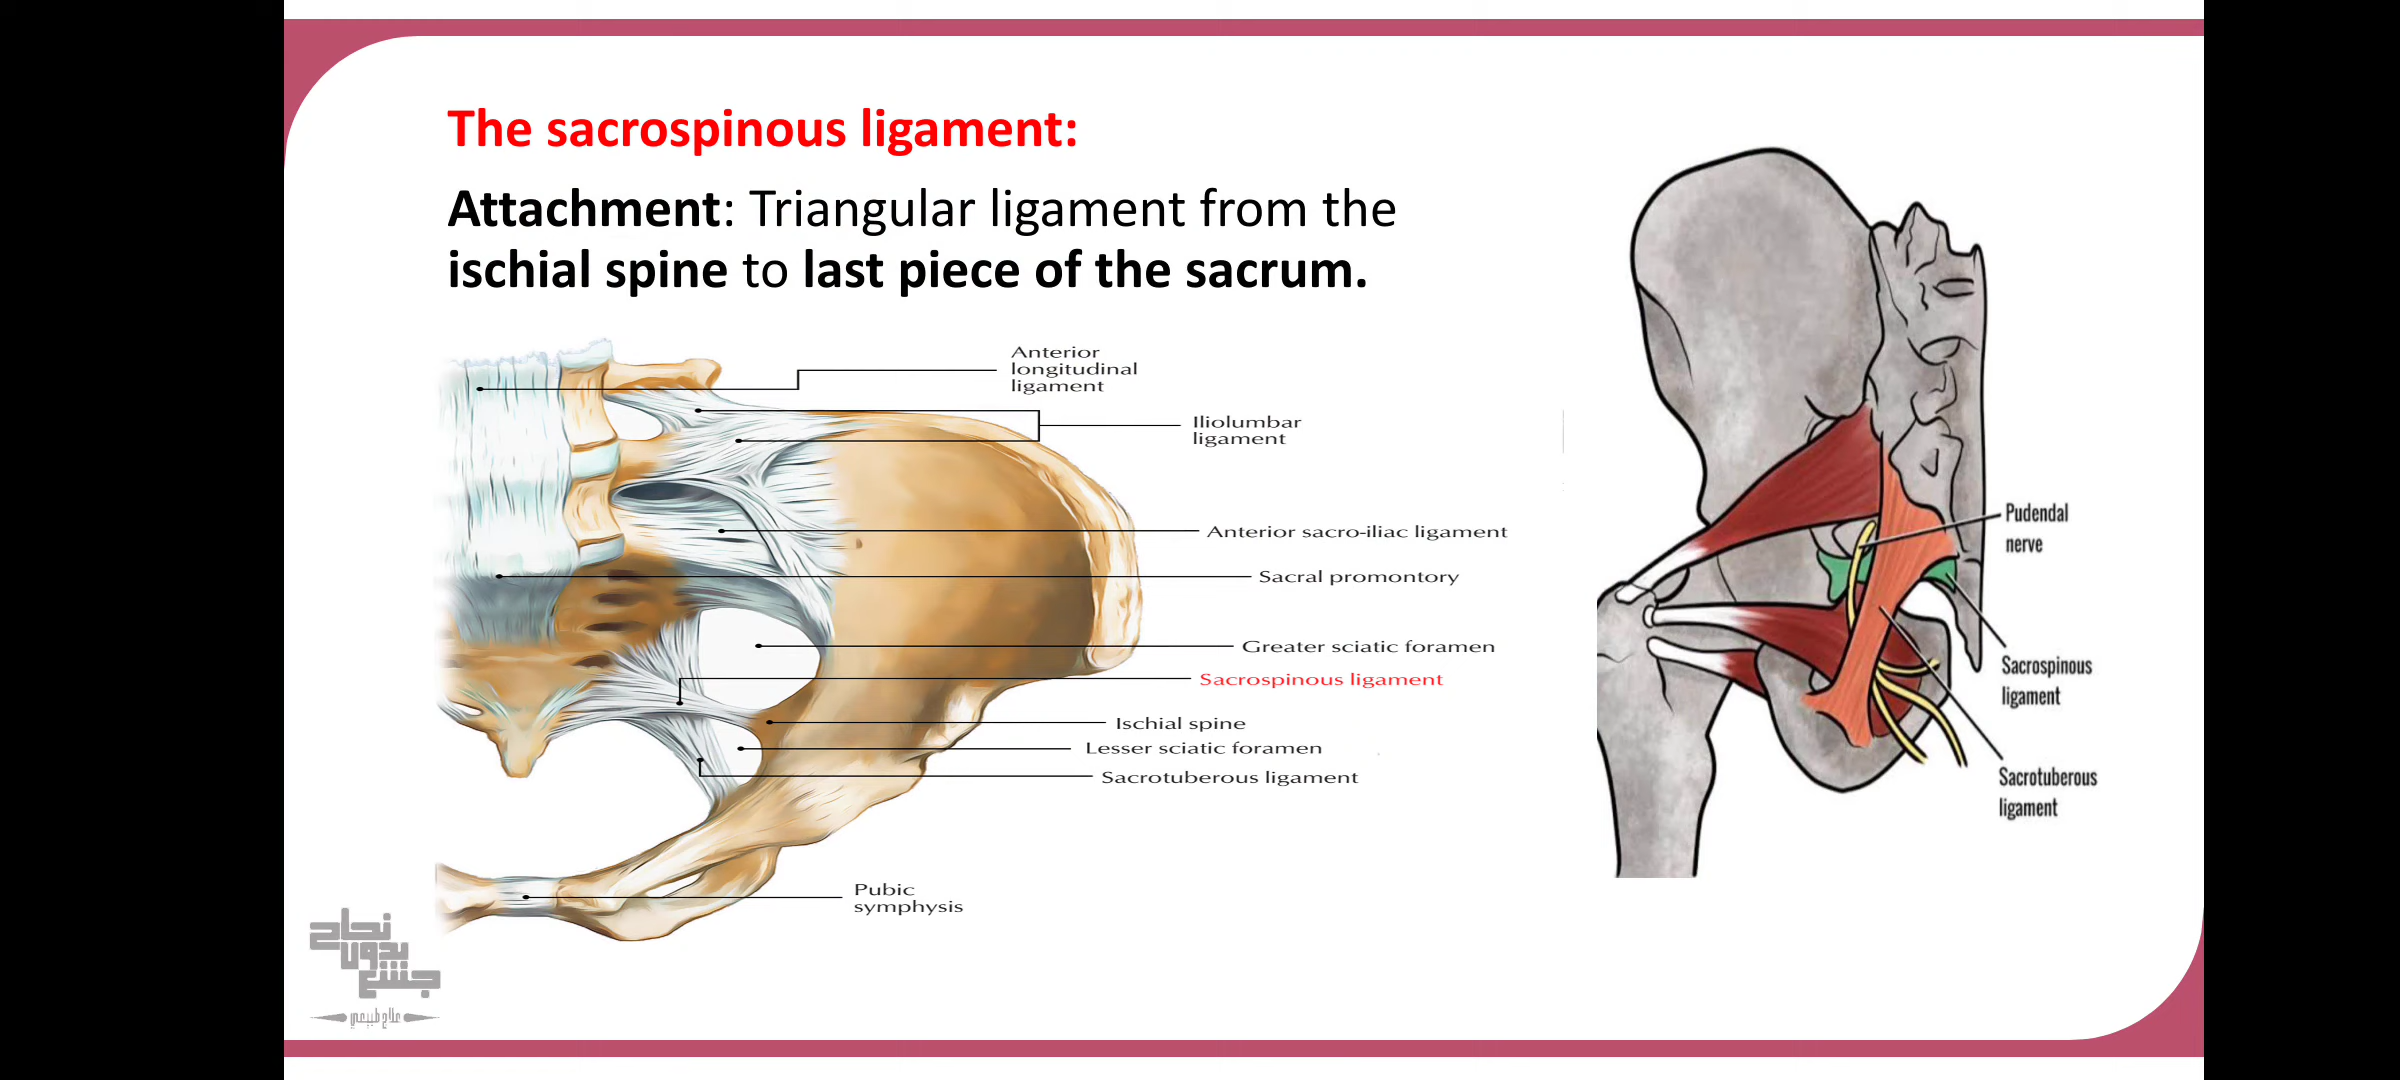 The sacrospinous ligament:
Attachment: Triangular ligament from the
ischial spine to last piece of the sacrum.
Anterior
longitudinal
ligament
Iliolumbar
ligament
Anterior sacro-iliac ligament
Sacral promontory
Greater sciatic foramen
Sacrospinous ligament
Ischial spine
Lesser sciatic foramen
Sacrotuberous ligament
Pubic
symphysis
Pudendal
nerve
Sacrospinous
ligament
Sacrotuberous
ligament
نجاح
بدون
جشع
علاج طبيعي